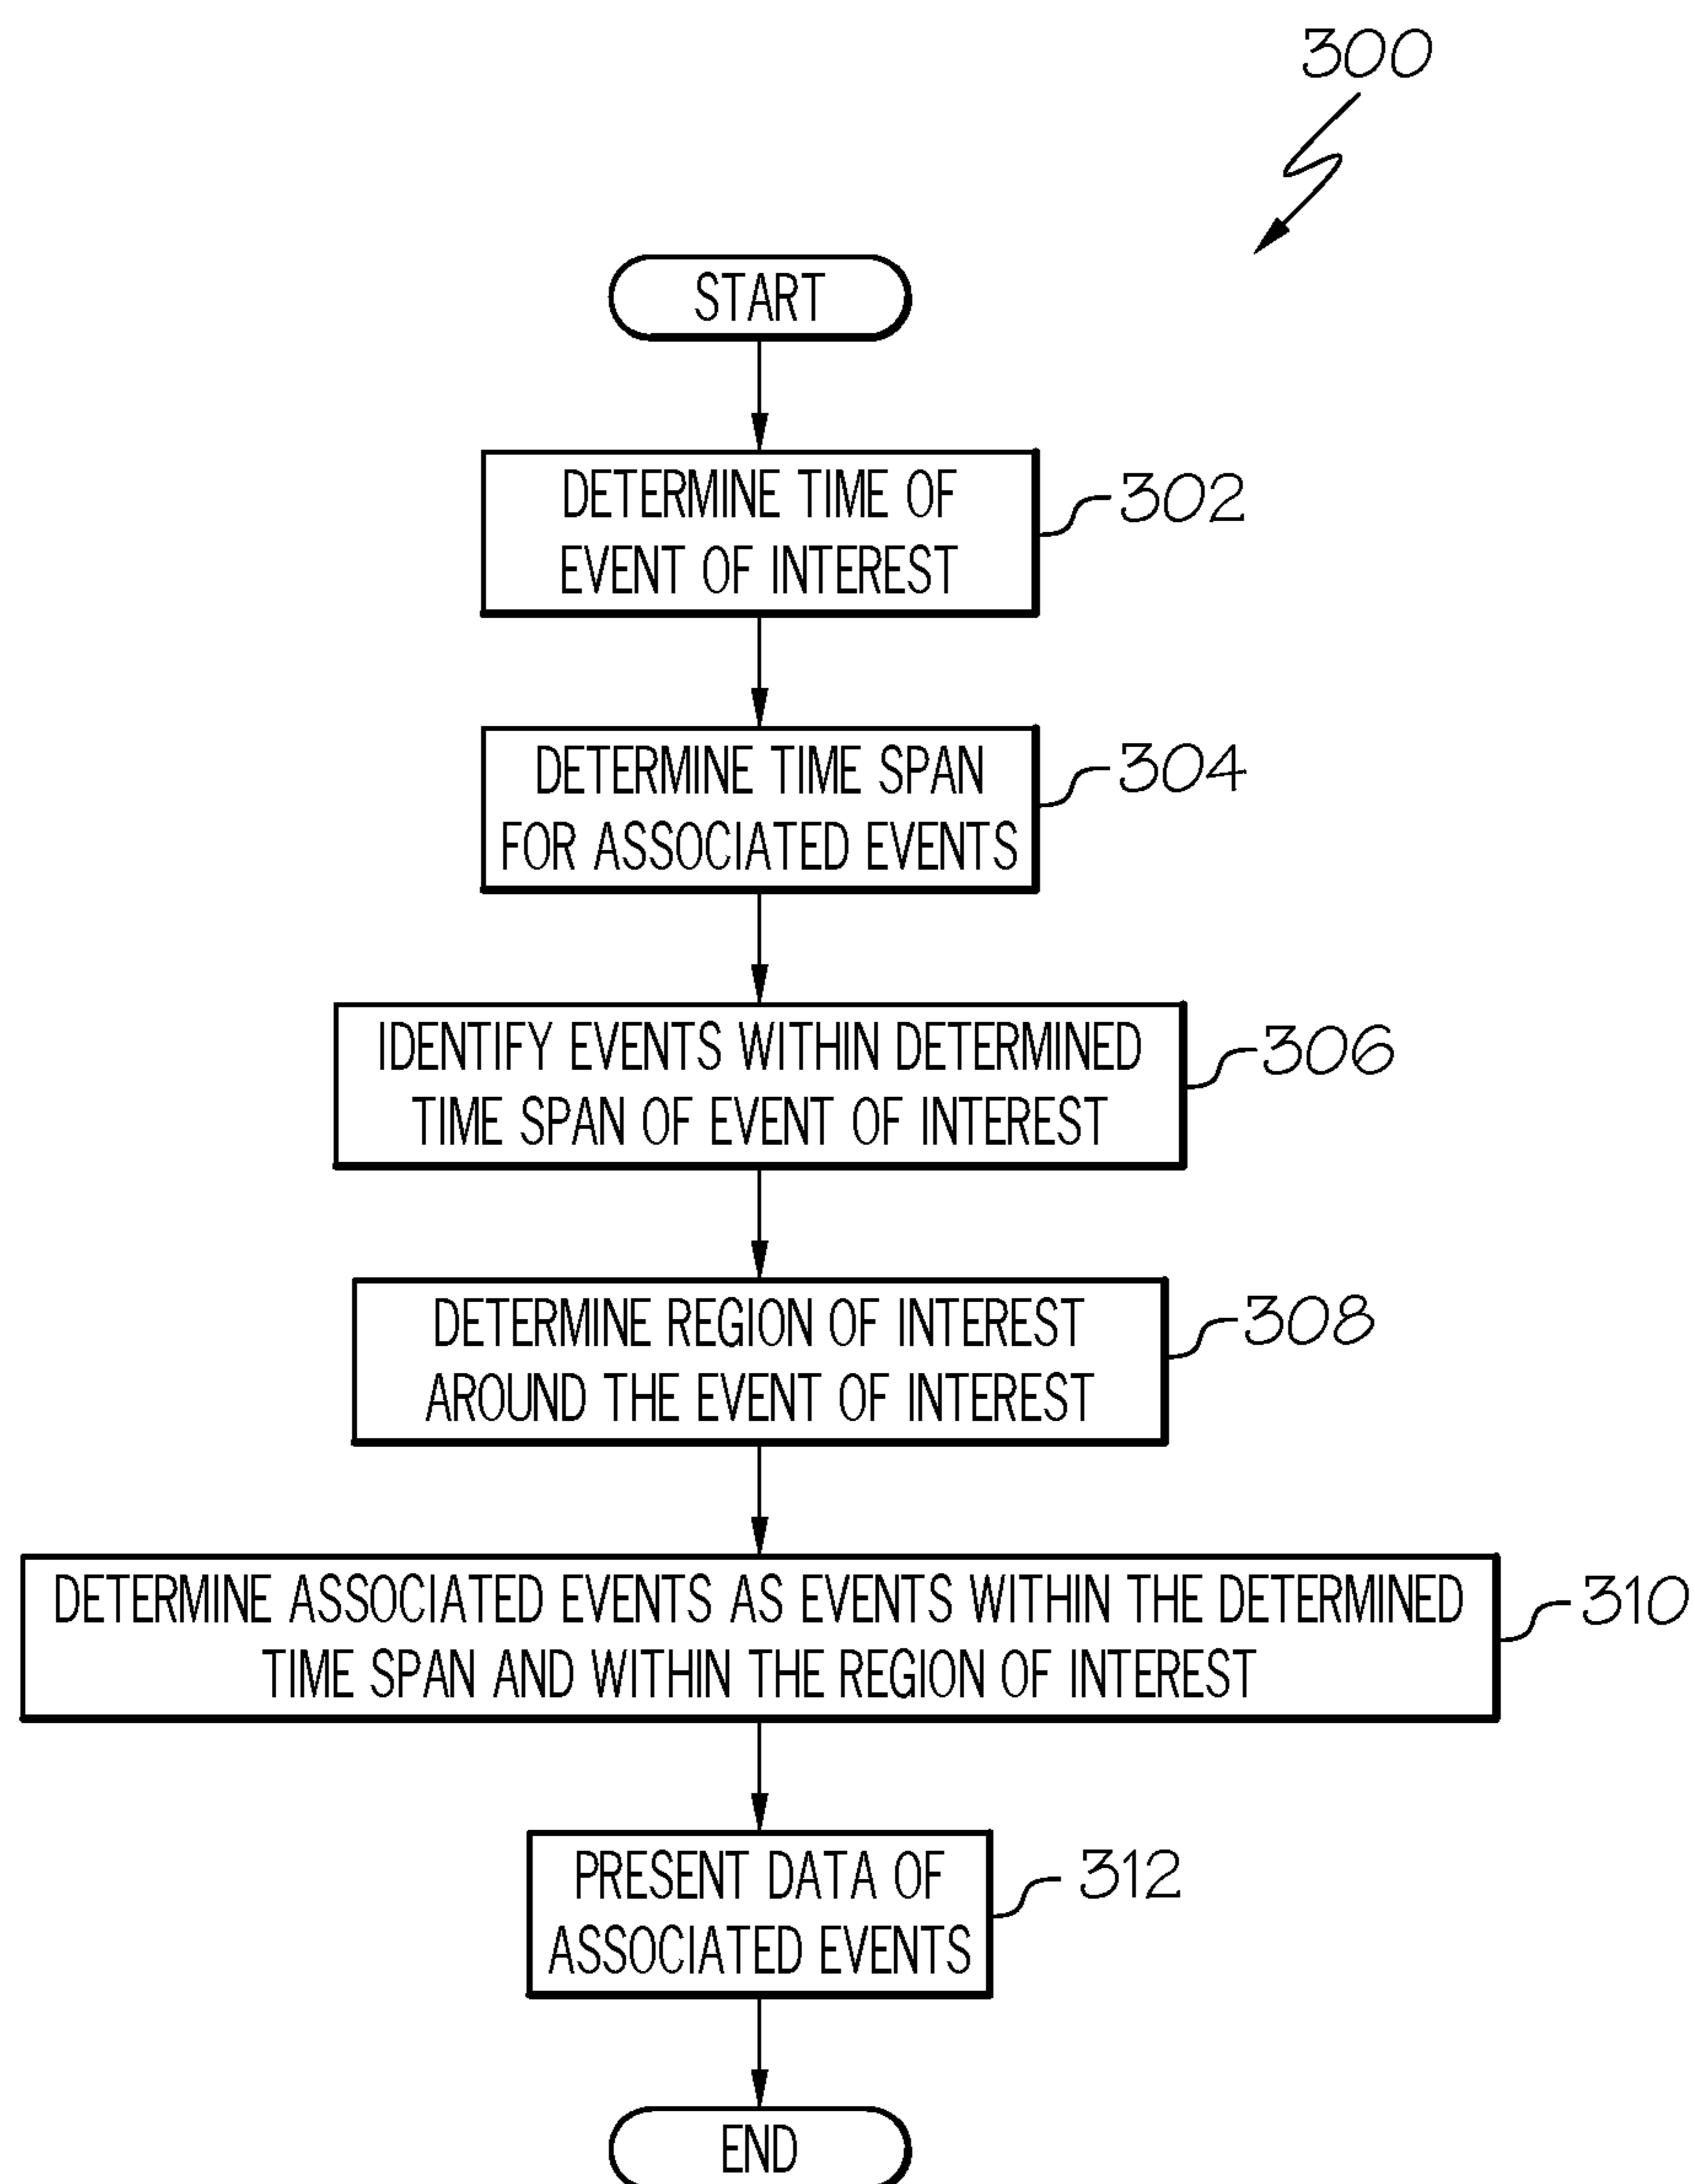 300
START
DETERMINE TIME OF
EVENT OF INTEREST
302
DETERMINE TIME SPAN
FOR ASSOCIATED EVENTS
304
IDENTIFY EVENTS WITHIN DETERMINED
TIME SPAN OF EVENT OF INTEREST
306
DETERMINE REGION OF INTEREST
AROUND THE EVENT OF INTEREST
308
DETERMINE ASSOCIATED EVENTS AS EVENTS WITHIN THE DETERMINED
TIME SPAN AND WITHIN THE REGION OF INTEREST
310
PRESENT DATA OF
ASSOCIATED EVENTS
312
END